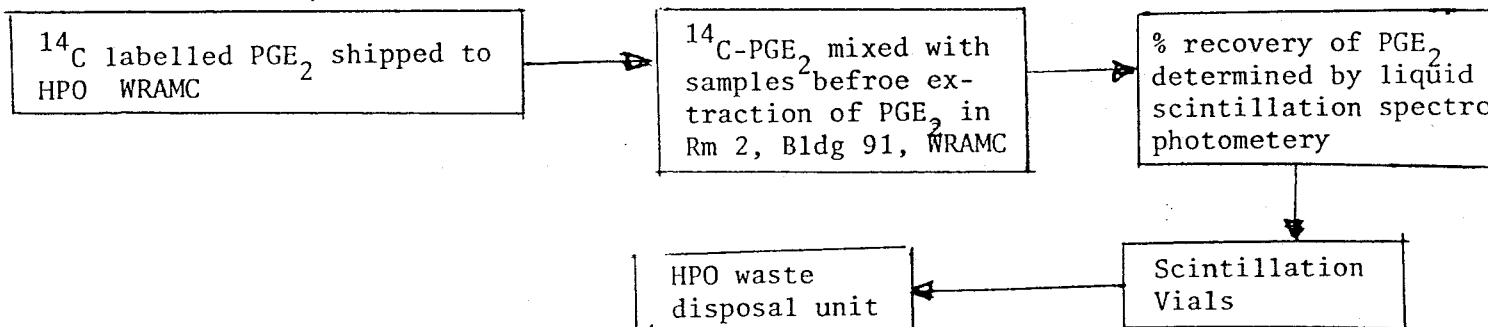 ¹⁴C labelled PGE₂ shipped to
HPO WRAMC
¹⁴C-PGE₂ mixed with
samples befroe ex-
traction of PGE₂ in
Rm 2, Bldg 91, WRAMC
% recovery of PGE₂
determined by liquid
scintillation spectro
photometery
Scintillation
Vials
HPO waste
disposal unit